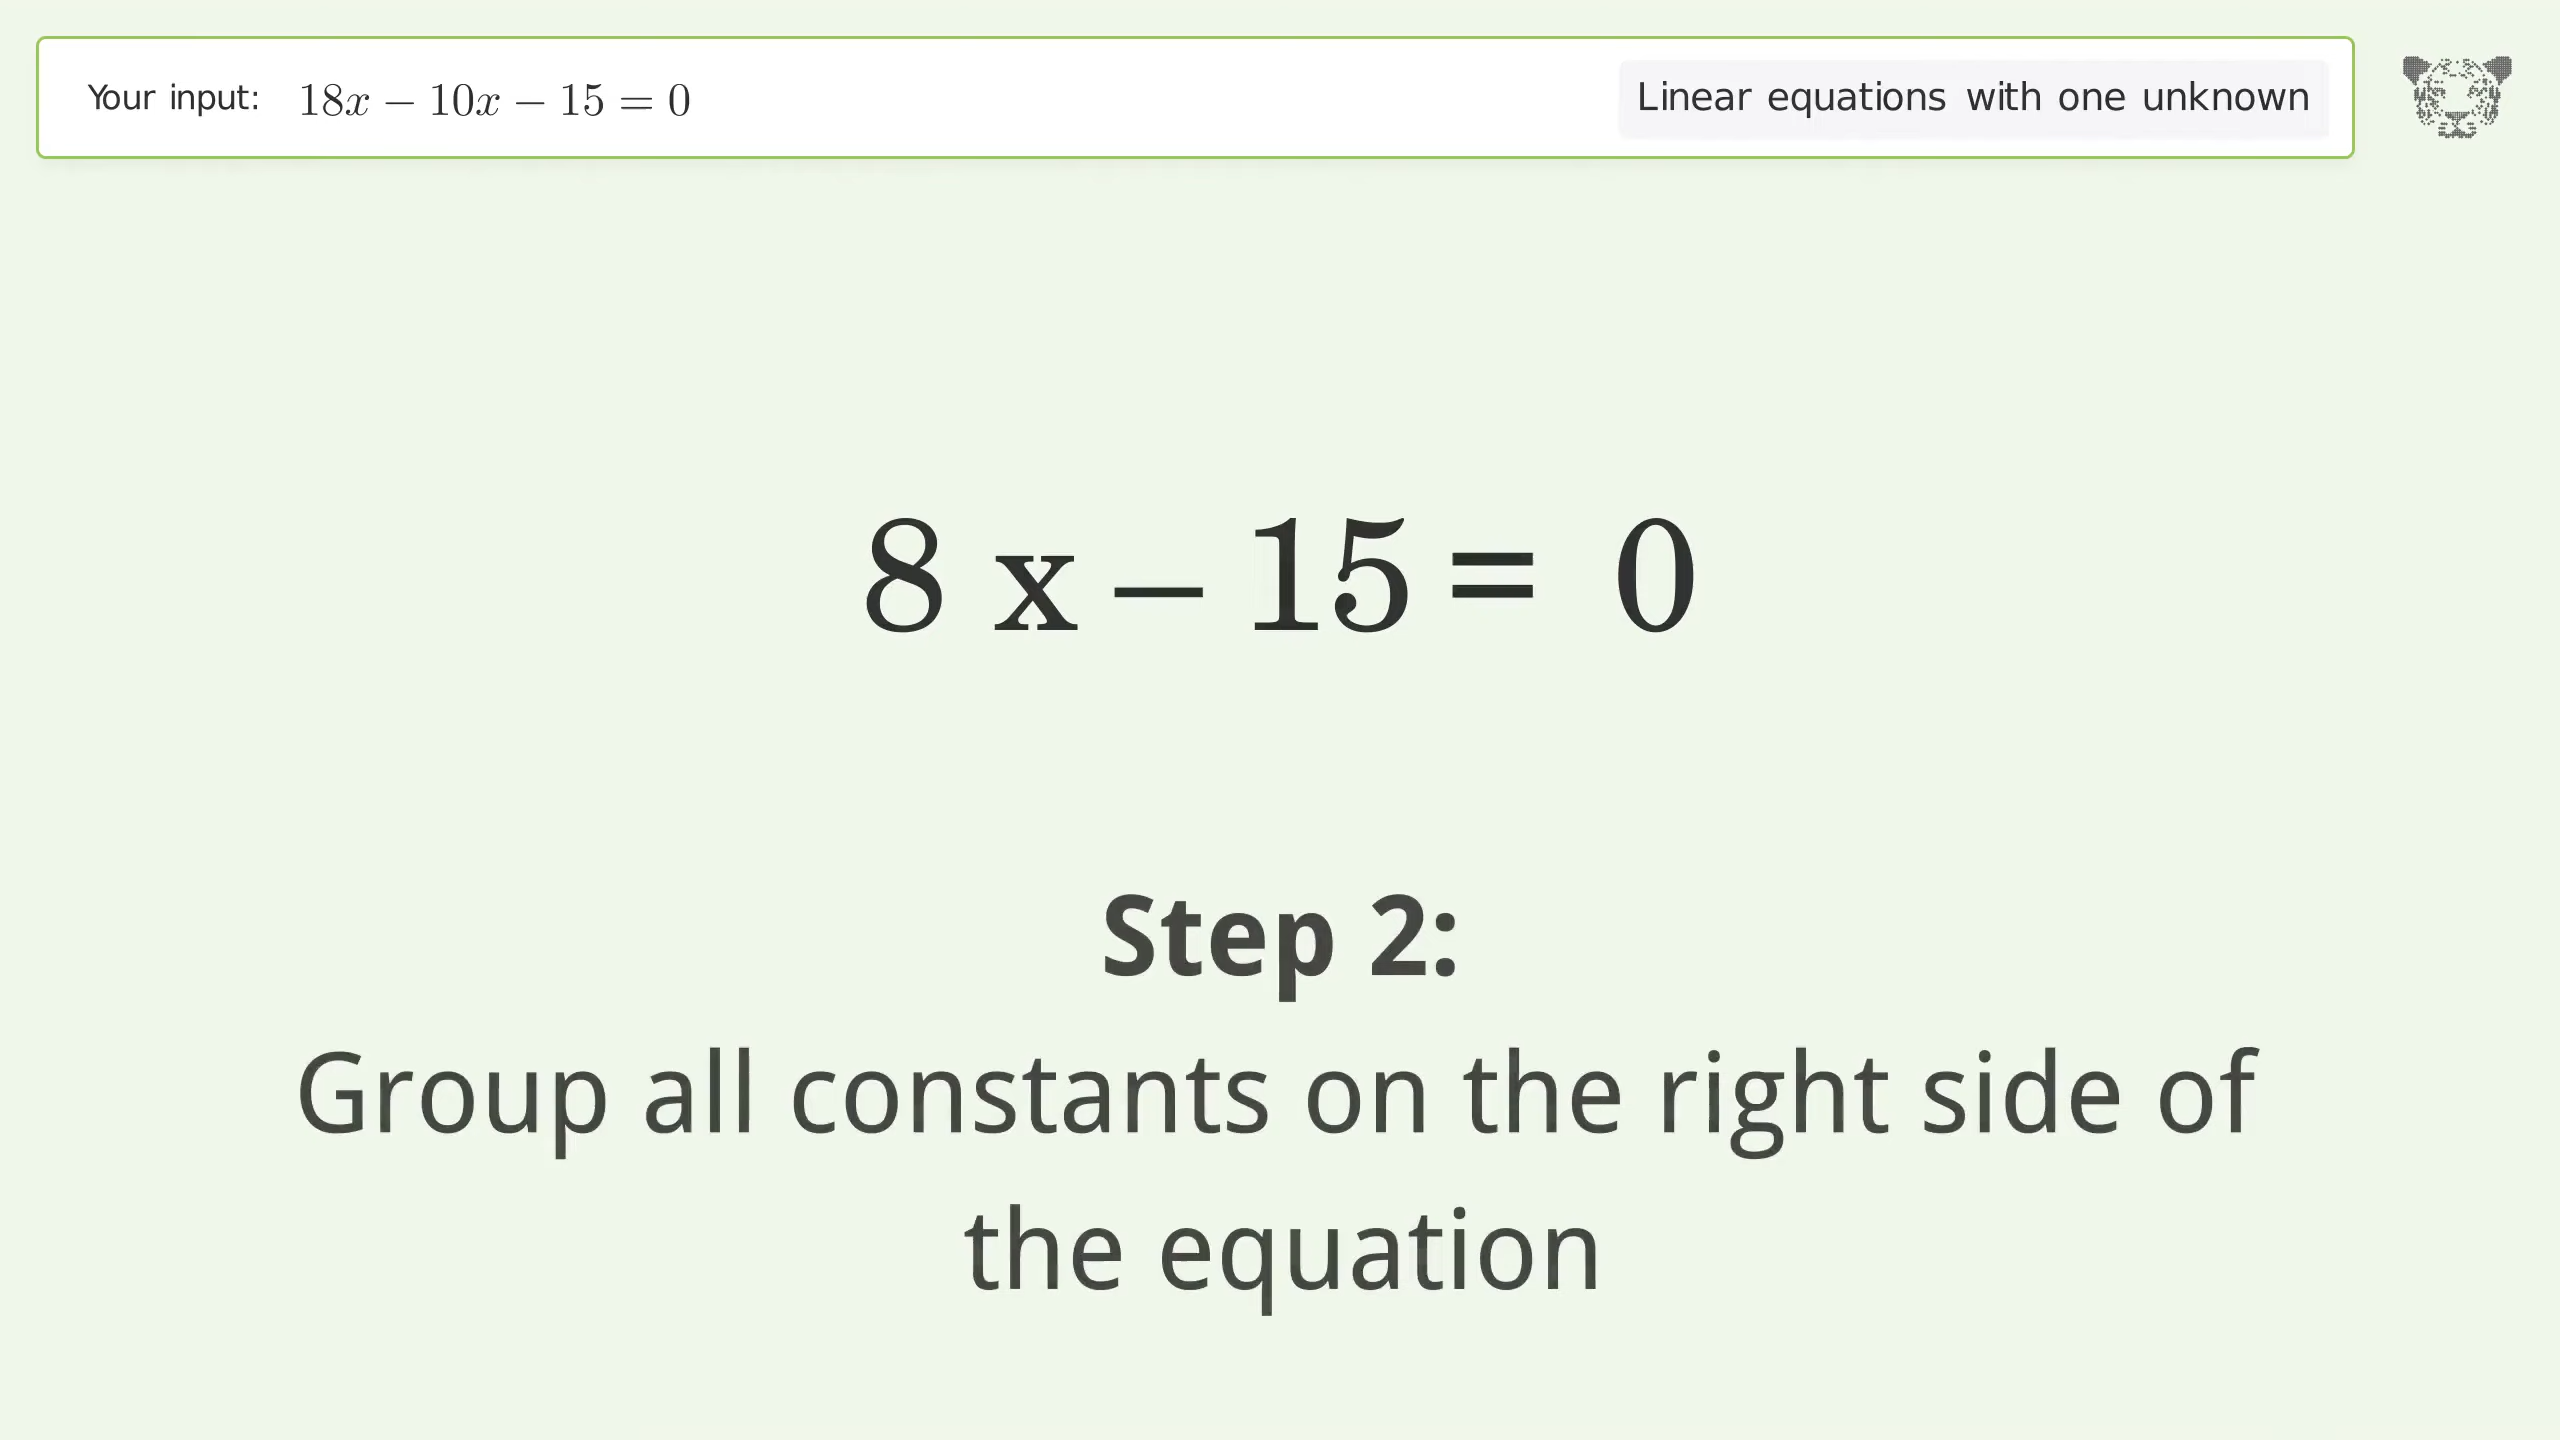 Your input: 18x − 10x − 15 = 0
Linear equations with one unknown
8 x − 15 = 0
Step 2:
Group all constants on the right side of
the equation